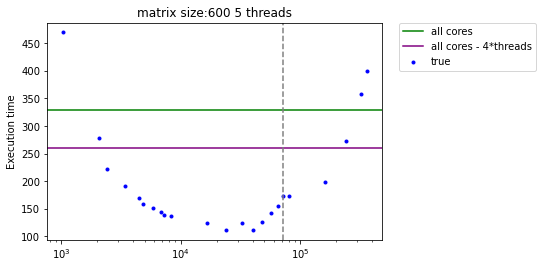 matrix size:600 5 threads
all cores
all cores - 4*threads
true
Execution time
450
400
350
300
250
200
150
100
10³
10⁴
10⁵